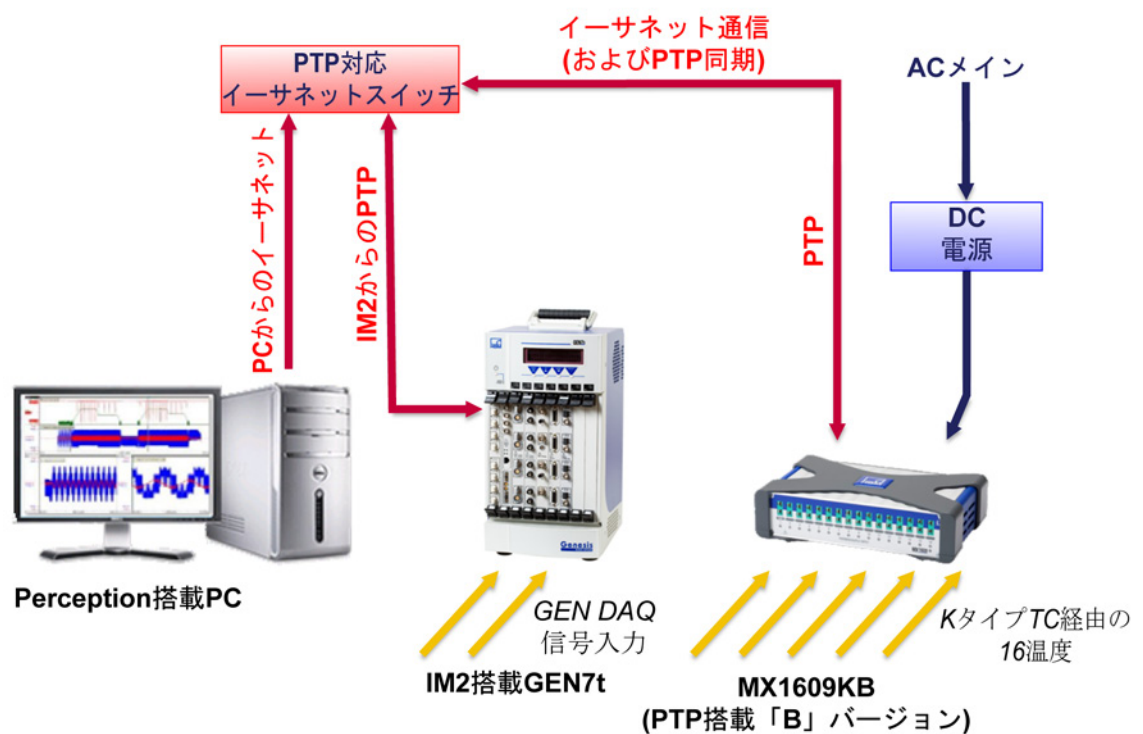 イーサネット通信
(およびPTP同期)
PTP対応
イーサネットスイッチ
ACメイン
PCからのイーサネット
IM2からのPTP
PTP
DC
電源
Perception搭載PC
GEN DAQ
信号入力
IM2搭載GEN7t
KタイプTC経由の
16温度
MX1609KB
(PTP搭載「B」バージョン)
Genesis